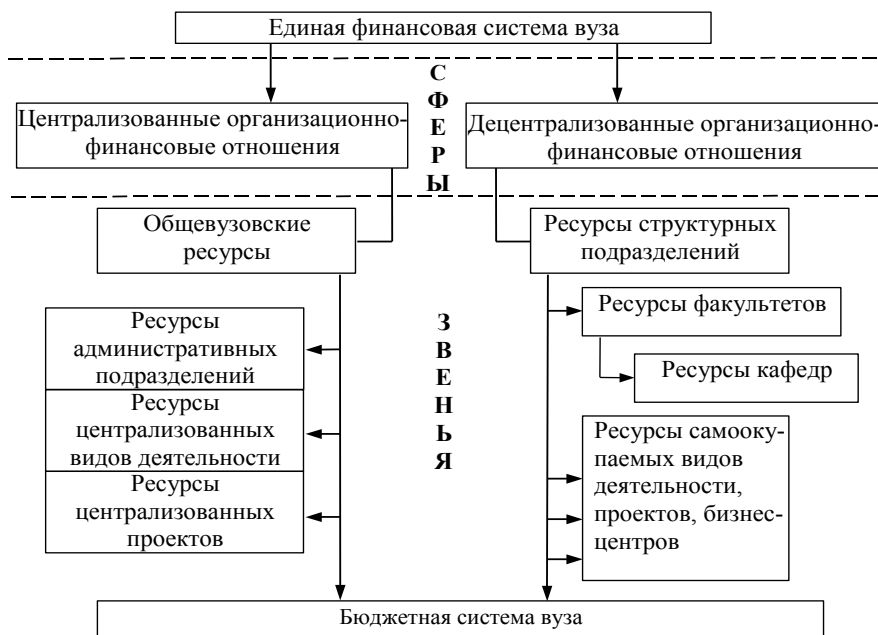 Единая финансовая система вуза
СФЕРЫ
Централизованные организационно-
финансовые отношения
Децентрализованные организационно-
финансовые отношения
Общевузовские
ресурсы
Ресурсы структурных
подразделений
ЗВЕНЬЯ
Ресурсы
административных
подразделений
Ресурсы
централизованных
видов деятельности
Ресурсы
централизованных
проектов
Ресурсы факультетов
Ресурсы кафедр
Ресурсы самооку-
паемых видов
деятельности,
проектов, бизнес-
центров
Бюджетная система вуза